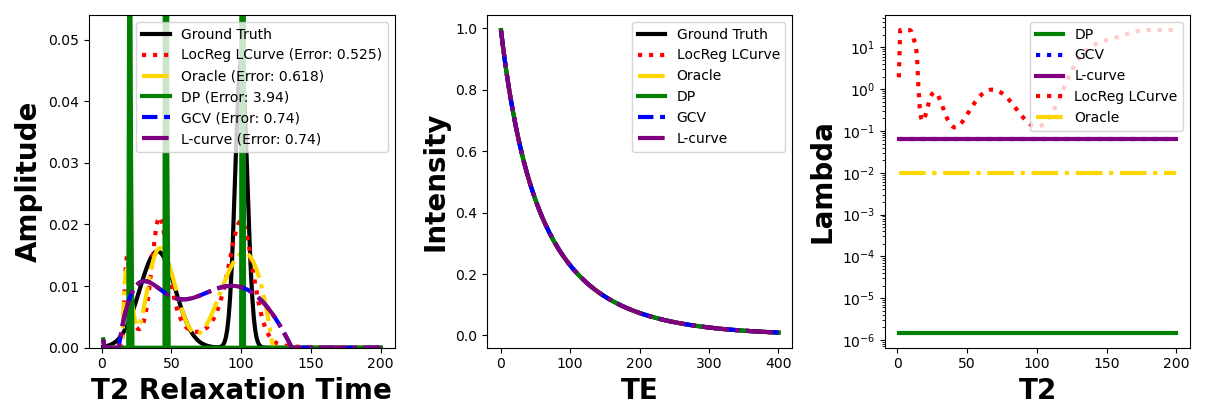 Amplitude
0.05
0.04
0.03
0.02
0.01
0.00
Ground Truth
LocReg LCurve (Error: 0.525)
Oracle (Error: 0.618)
DP (Error: 3.94)
GCV (Error: 0.74)
L-curve (Error: 0.74)
0 50 100 150 200
T2 Relaxation Time
Intensity
1.0
0.8
0.6
0.4
0.2
0.0
Ground Truth
LocReg LCurve
Oracle
DP
GCV
L-curve
0 100 200 300 400
TE
Lambda
10¹
10⁰
10⁻¹
10⁻²
10⁻³
10⁻⁴
10⁻⁵
10⁻⁶
DP
GCV
L-curve
LocReg LCurve
Oracle
0 50 100 150 200
T2